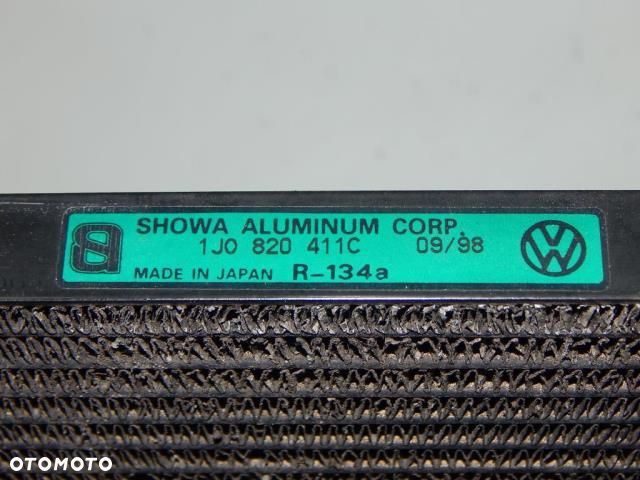 SHOWA ALUMINUM CORP.
1J0 820 411C 09/98
MADE IN JAPAN R-134a
OTOMOTO